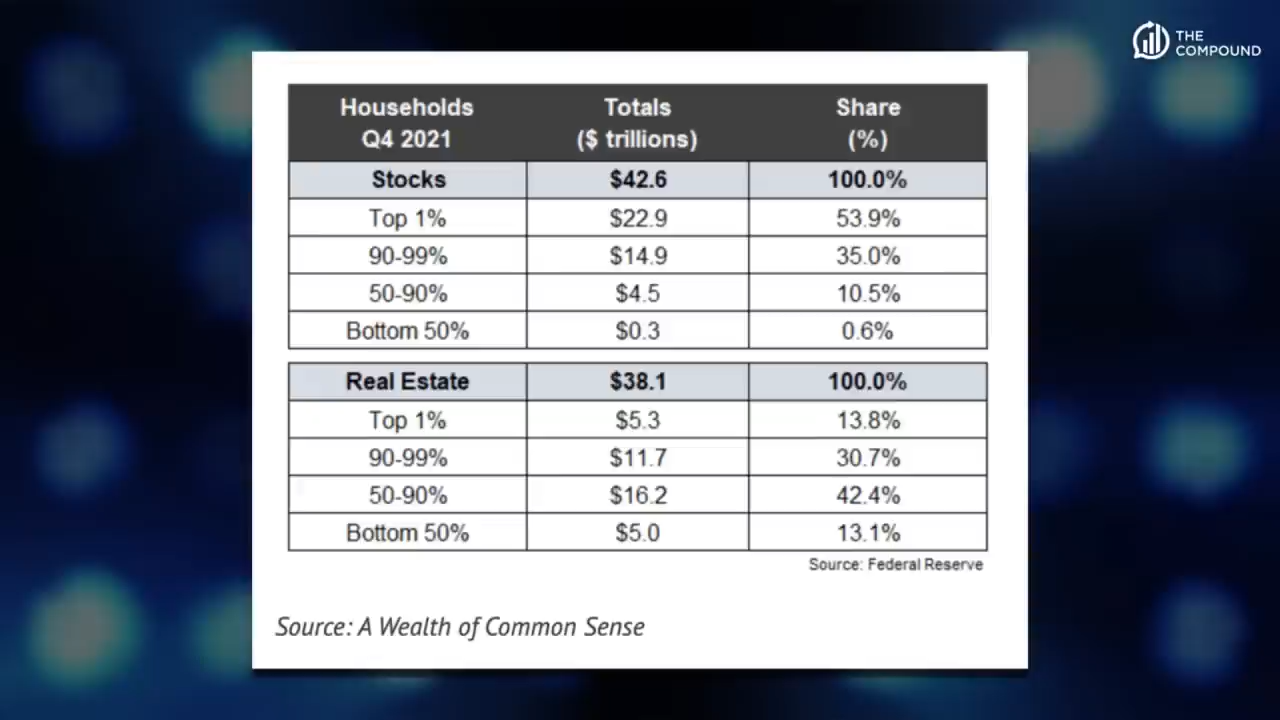 THE
COMPOUND
Households Totals Share
Q4 2021 ($ trillions) (%)
Stocks $42.6 100.0%
Top 1% $22.9 53.9%
90-99% $14.9 35.0%
50-90% $4.5 10.5%
Bottom 50% $0.3 0.6%
Real Estate $38.1 100.0%
Top 1% $5.3 13.8%
90-99% $11.7 30.7%
50-90% $16.2 42.4%
Bottom 50% $5.0 13.1%
Source: Federal Reserve
Source: A Wealth of Common Sense